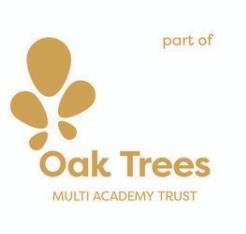 part of
Oak Trees
MULTI ACADEMY TRUST